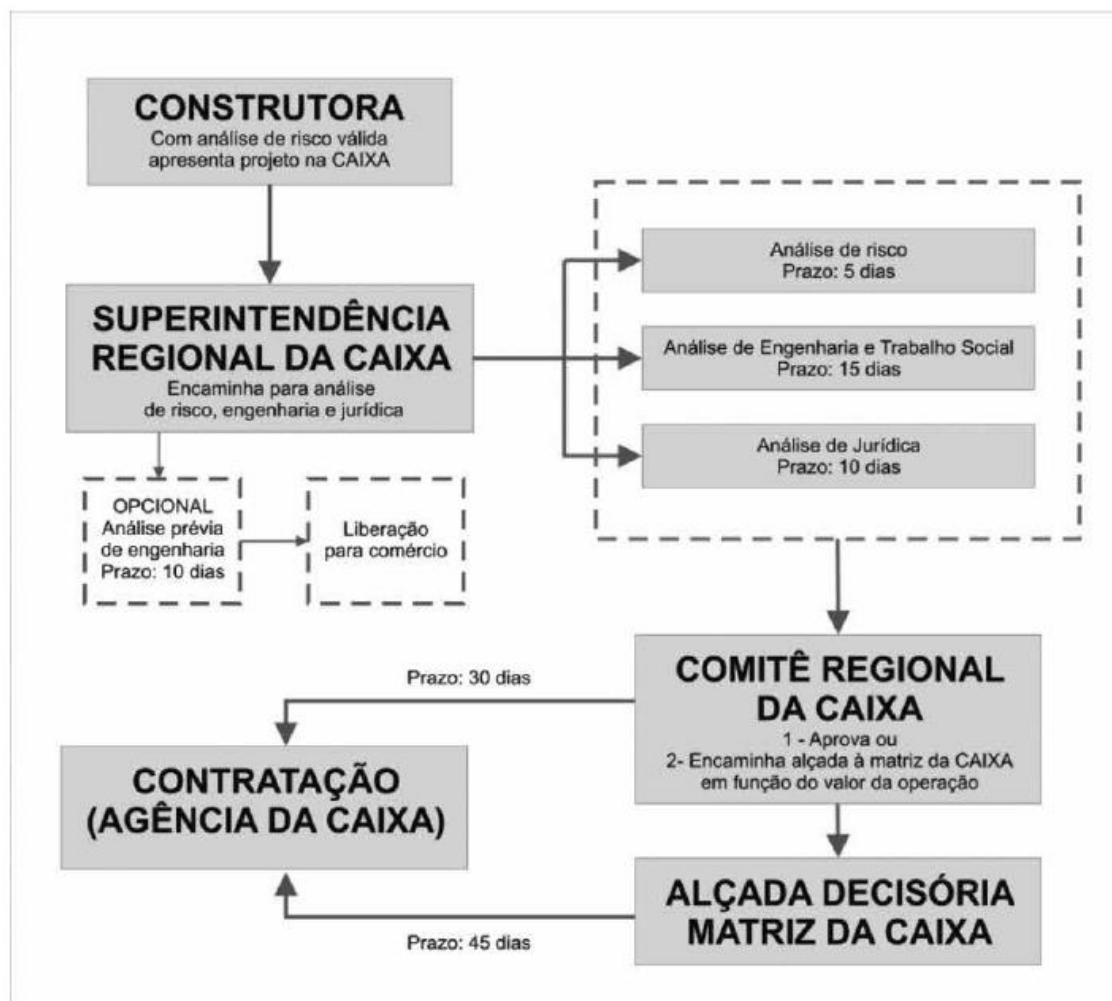 CONSTRUTORA
Com análise de risco válida
apresenta projeto na CAIXA
SUPERINTENDÊNCIA
REGIONAL DA CAIXA
Encaminha para análise
de risco, engenharia e jurídica
Análise de risco
Prazo: 5 dias
Análise de Engenharia e Trabalho Social
Prazo: 15 dias
Análise de Jurídica
Prazo: 10 dias
OPCIONAL
Análise prévia
de engenharia
Prazo: 10 dias
Liberação
para comércio
COMITÊ REGIONAL
DA CAIXA
1 - Aprova ou
2- Encaminha alçada à matriz da CAIXA
em função do valor da operação
Prazo: 30 dias
CONTRATAÇÃO
(AGÊNCIA DA CAIXA)
ALÇADA DECISÓRIA
MATRIZ DA CAIXA
Prazo: 45 dias